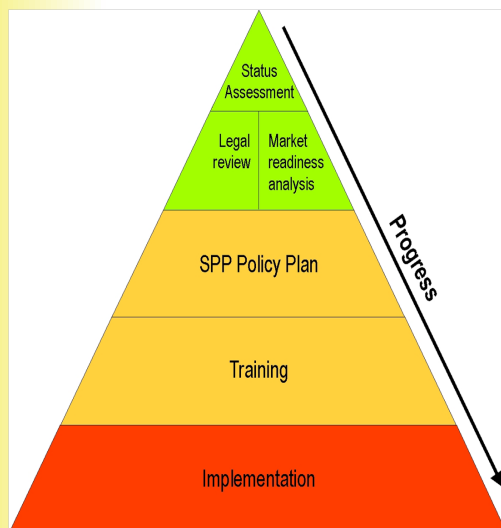 Status
Assessment
Legal
review
Market
readiness
analysis
SPP Policy Plan
Training
Implementation
Progress